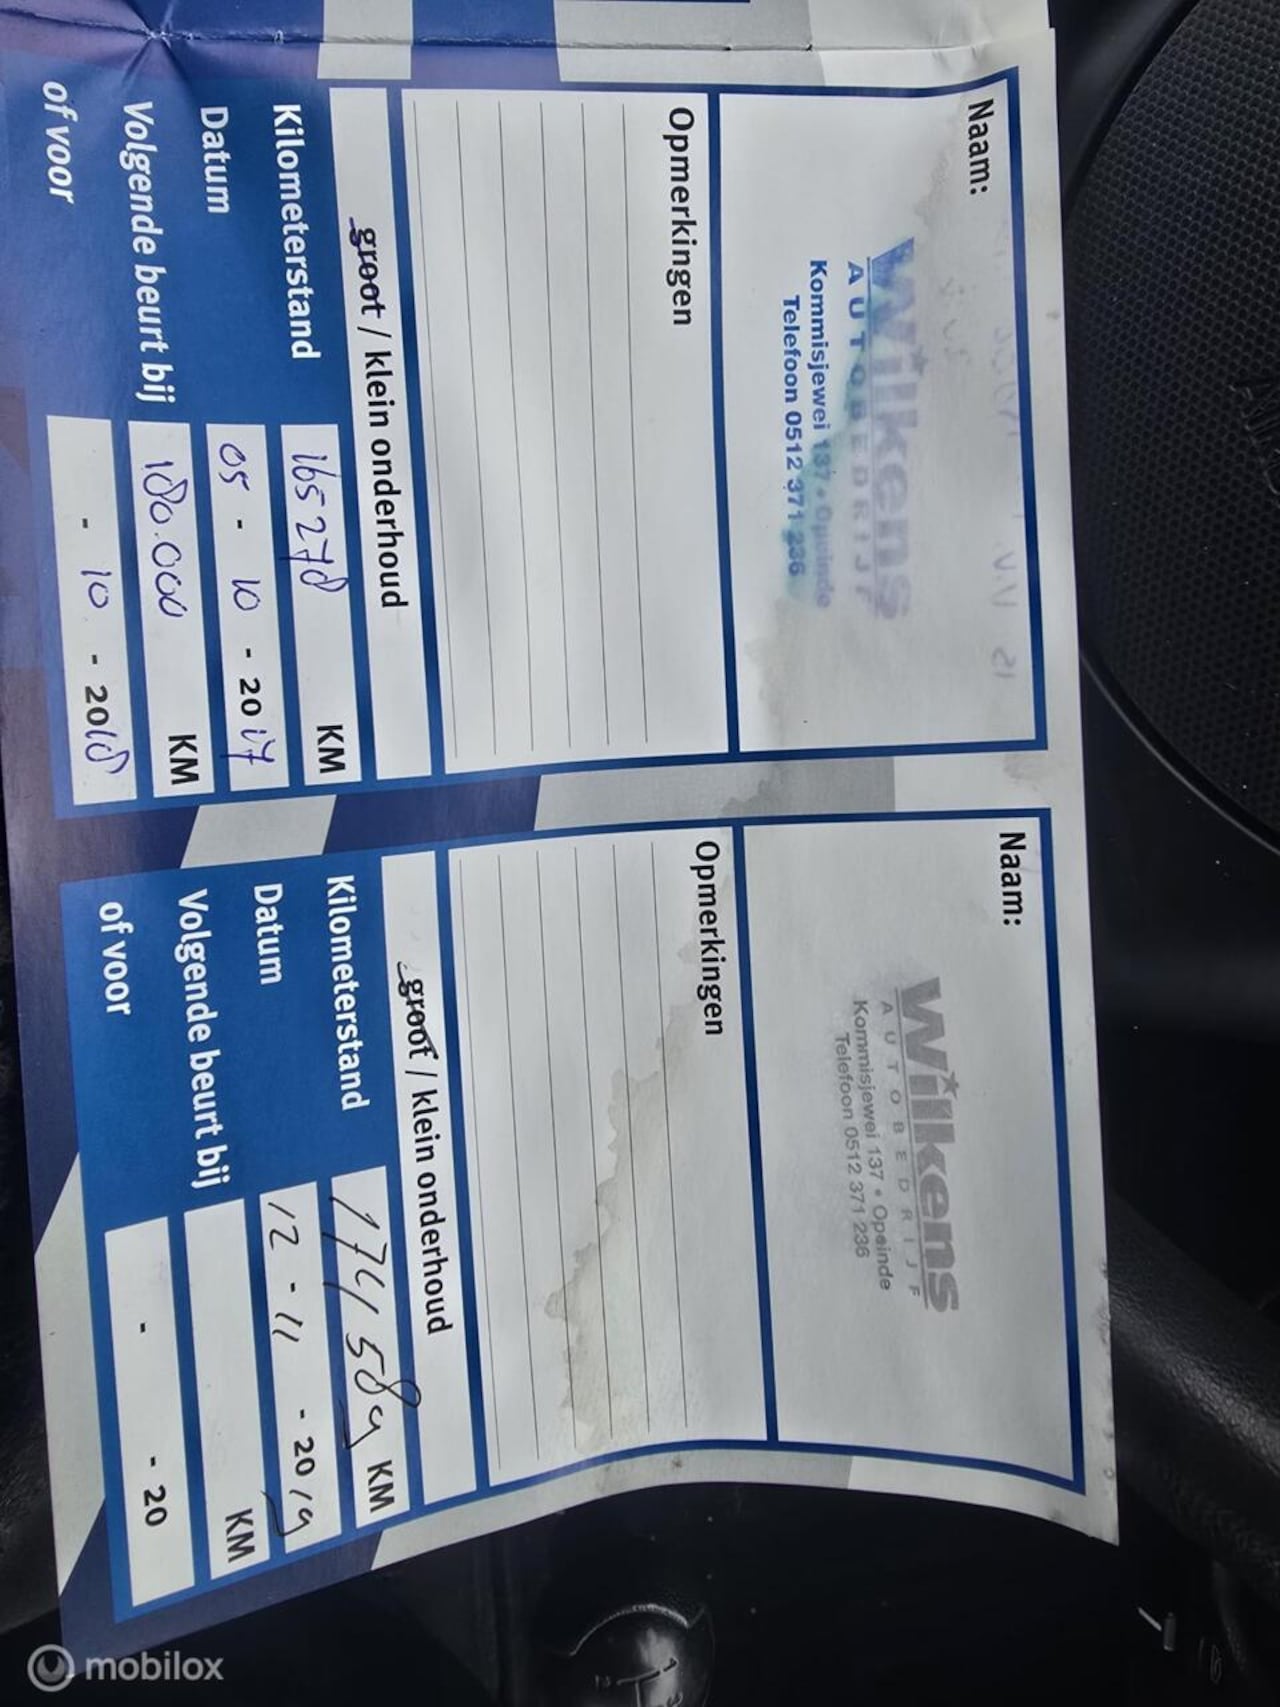 Naam:
Wilkens
AUTOBEDRIJF
Kommisjewei 137 • Opeinde
Telefoon 0512 371 236
Opmerkingen
groot / klein onderhoud
Kilometerstand 165278 KM
Datum 05 - 10 - 2017
Volgende beurt bij 180.000 KM
of voor - 10 - 2018
Naam:
Wilkens
AUTOBEDRIJF
Kommisjewei 137 • Opeinde
Telefoon 0512 371 236
Opmerkingen
groot / klein onderhoud
Kilometerstand 174589 KM
Datum 12 - 11 - 2019
Volgende beurt bij KM
of voor - - 20
mobilox